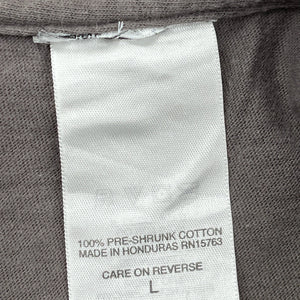 100% PRE-SHRUNK COTTON
MADE IN HONDURAS RN15763
CARE ON REVERSE
L